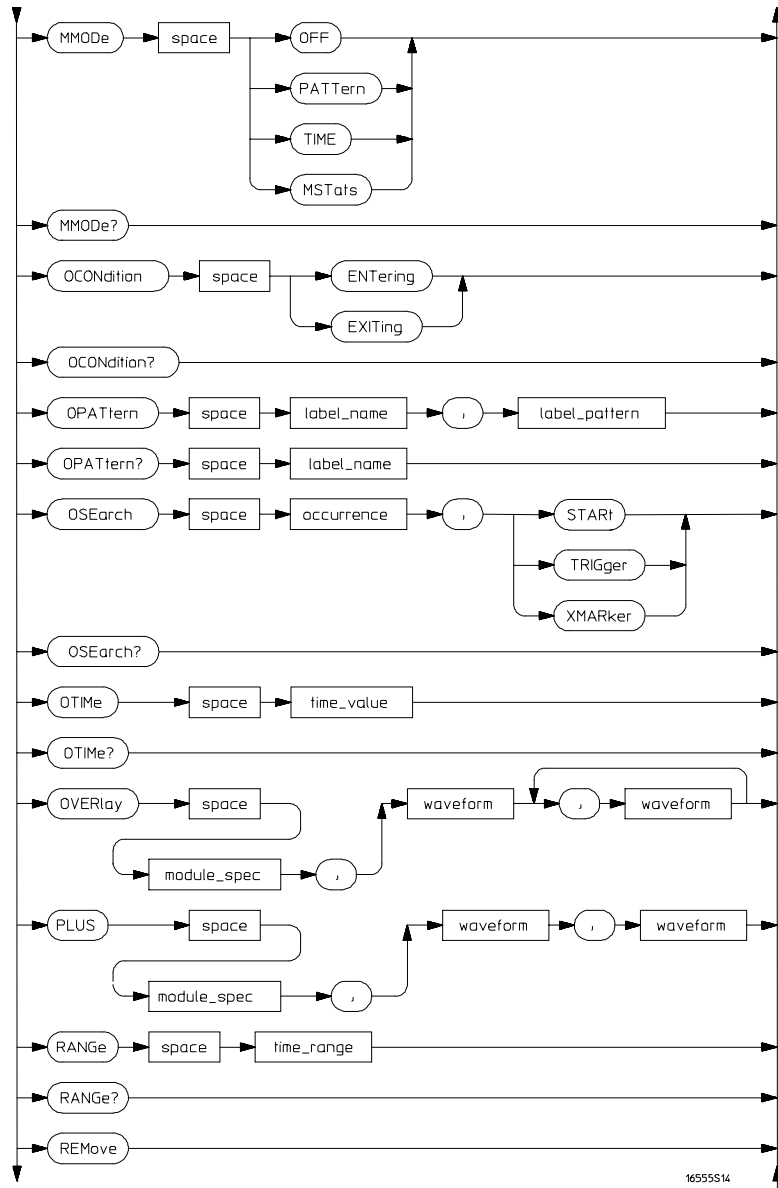 MMODe space OFF
PATTern
TIME
MSTats
MMODe?
OCONdition space ENTering
EXITing
OCONdition?
OPATtern space label_name , label_pattern
OPATtern? space label_name
OSEarch space occurrence , STARt
TRIGger
XMARker
OSEarch?
OTIMe space time_value
OTIMe?
OVERlay space waveform , waveform
module_spec ,
PLUS space waveform , waveform
module_spec ,
RANGe space time_range
RANGe?
REMove
16555S14